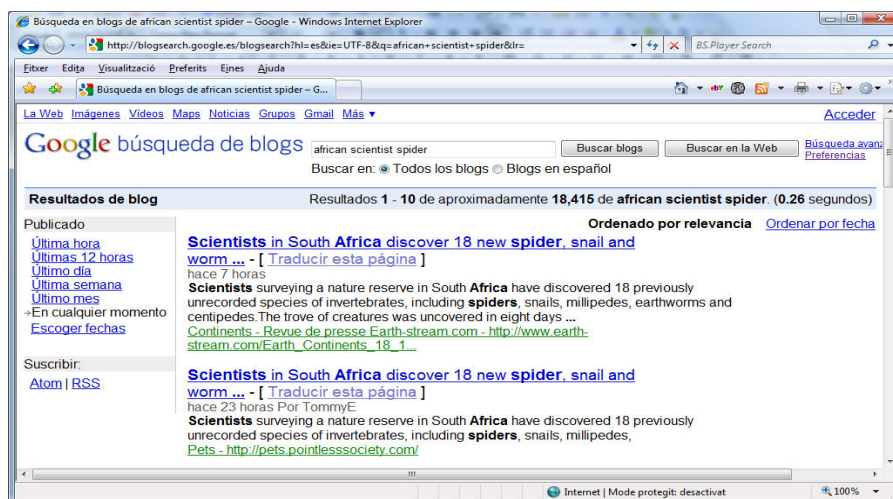 Búsqueda en blogs de african scientist spider – Google - Windows Internet Explorer
http://blogsearch.google.es/blogsearch?hl=es&ie=UTF-8&q=african+scientist+spider&lr=
BS.Player Search
Fitxer Edita Visualització Preferits Eines Ajuda
Búsqueda en blogs de african scientist spider – G...
La Web Imágenes Vídeos Maps Noticias Grupos Gmail Más ▼
Acceder
Google búsqueda de blogs
african scientist spider
Buscar blogs
Buscar en la Web
Búsqueda avanz
Preferencias
Buscar en: Todos los blogs Blogs en español
Resultados de blog
Resultados 1 - 10 de aproximadamente 18,415 de african scientist spider. (0.26 segundos)
Publicado
Última hora
Últimas 12 horas
Último día
Última semana
Último mes
En cualquier momento
Escoger fechas
Suscribir:
Atom | RSS
Ordenado por relevancia Ordenar por fecha
Scientists in South Africa discover 18 new spider, snail and
worm ... - [ Traducir esta página ]
hace 7 horas
Scientists surveying a nature reserve in South Africa have discovered 18 previously
unrecorded species of invertebrates, including spiders, snails, millipedes, earthworms and
centipedes.The trove of creatures was uncovered in eight days ...
Continents - Revue de presse Earth-stream.com - http://www.earth-
stream.com/Earth_Continents_18_1...
Scientists in South Africa discover 18 new spider, snail and
worm ... - [ Traducir esta página ]
hace 23 horas Por TommyE
Scientists surveying a nature reserve in South Africa have discovered 18 previously
unrecorded species of invertebrates, including spiders, snails, millipedes,
Pets - http://pets.pointlesssociety.com/
Internet | Mode protegit: desactivat
100%